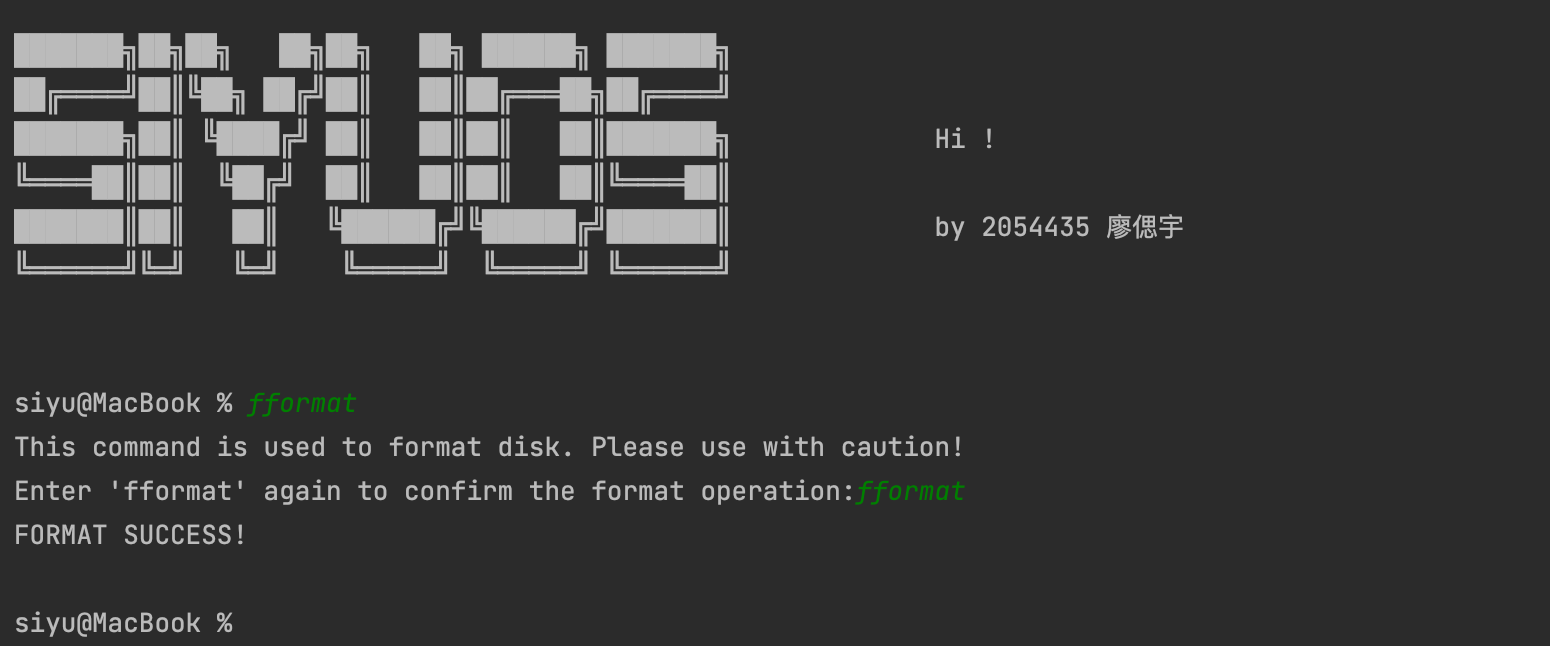 SIYUOS
Hi !
by 2054435 廖偲宇
siyu@MacBook % fformat
This command is used to format disk. Please use with caution!
Enter 'fformat' again to confirm the format operation:fformat
FORMAT SUCCESS!
siyu@MacBook %